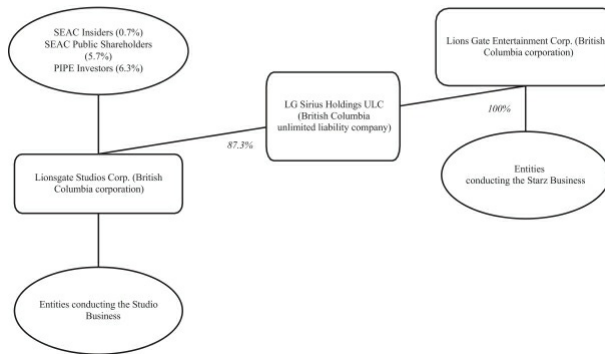 SEAC Insiders (0.7%)
SEAC Public Shareholders
(5.7%)
PIPE Investors (6.3%)
Lions Gate Entertainment Corp. (British
Columbia corporation)
LG Sirius Holdings ULC
(British Columbia
unlimited liability company)
100%
87.3%
Lionsgate Studios Corp. (British
Columbia corporation)
Entities
conducting the Starz Business
Entities conducting the Studio
Business